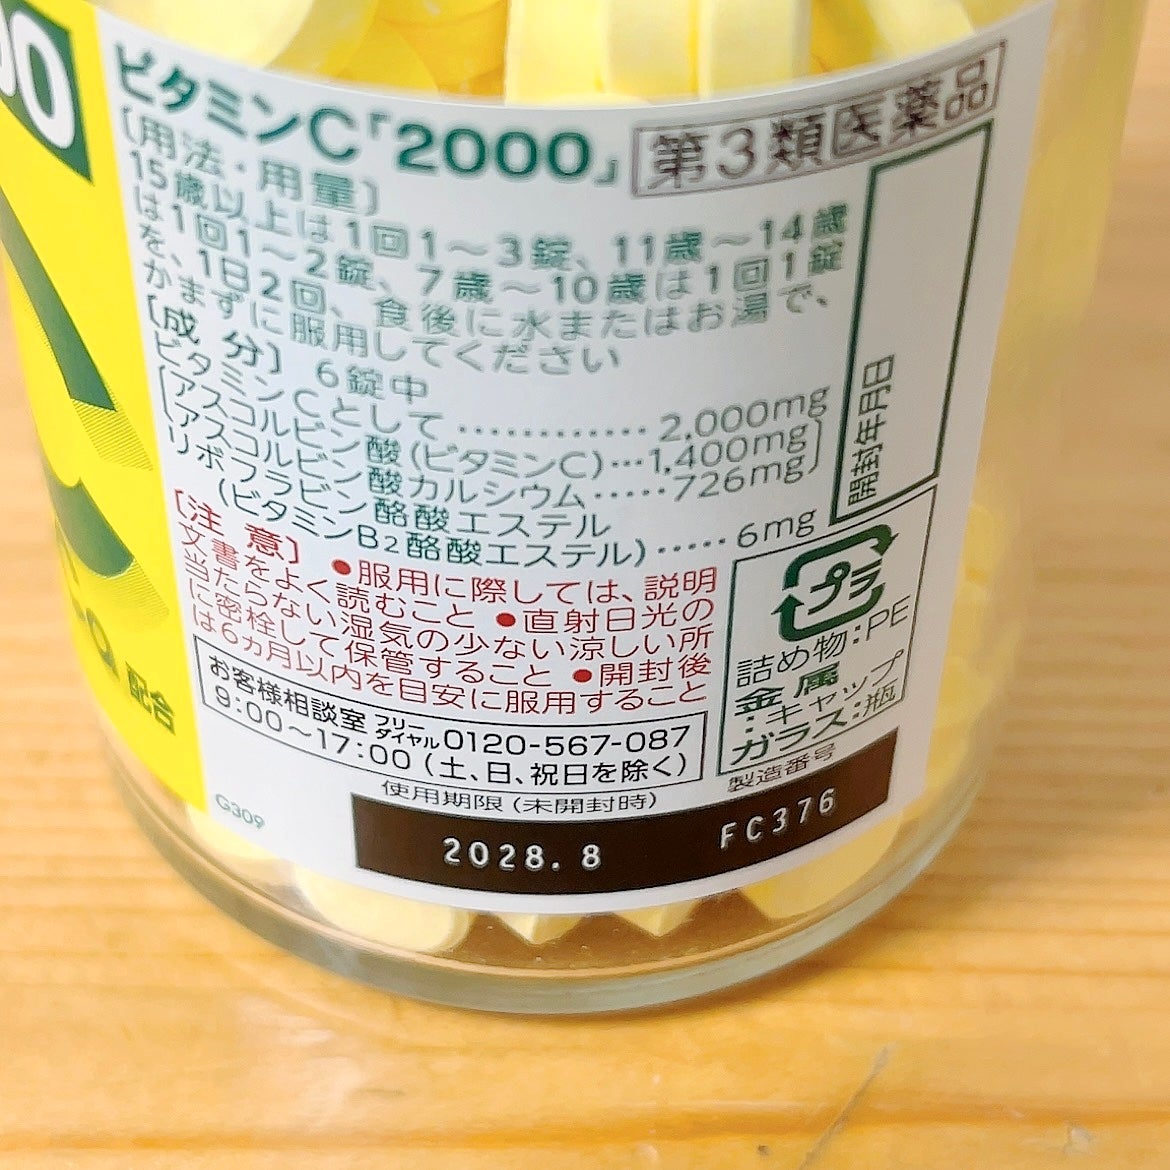 ビタミンC「2000」
第3類医薬品
〔用法・用量〕
15歳以上は1回1～3錠、11歳～14歳
は1回1～2錠、7歳～10歳は1回1錠
を、1日2回、食後に水またはお湯で、
かまずに服用してください
〔成分〕6錠中
ビタミンCとして…………2,000mg
〔アスコルビン酸(ビタミンC)…1,400mg
アスコルビン酸カルシウム……726mg〕
リボフラビン酪酸エステル
(ビタミンB2酪酸エステル)……6mg
〔注意〕●服用に際しては、説明
文書をよく読むこと ●直射日光の
当たらない湿気の少ない涼しい所
に密栓して保管すること ●開封後
は6ヵ月以内を目安に服用すること
お客様相談室 フリーダイヤル 0120-567-087
9:00～17:00(土、日、祝日を除く)
開封年月日
プラ
詰め物:PE
金属
:キャップ
ガラス:瓶
使用期限(未開封時)
製造番号
2028.8
FC376
G309
配合